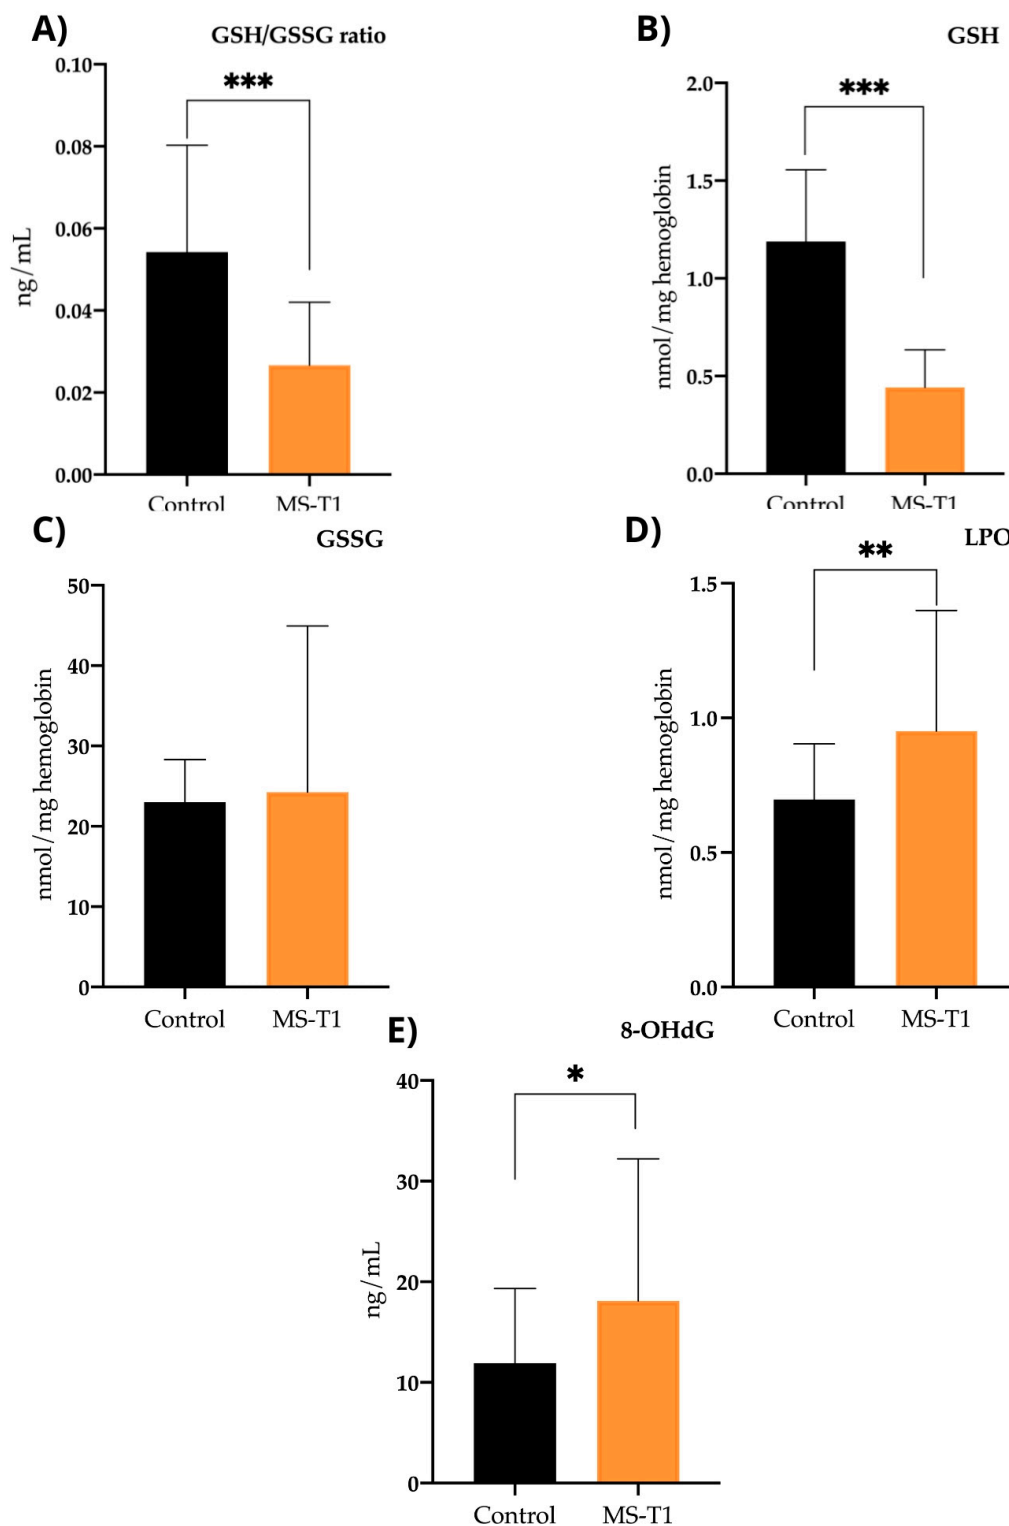 A)
GSH/GSSG ratio
***
ng/mL
0.10
0.08
0.06
0.04
0.02
0.00
Control
MS-T1
B)
GSH
***
nmol/mg hemoglobin
2.0
1.5
1.0
0.5
0.0
Control
MS-T1
C)
GSSG
nmol/mg hemoglobin
50
40
30
20
10
0
Control
MS-T1
D)
LPO
**
nmol/mg hemoglobin
1.5
1.0
0.5
0.0
Control
MS-T1
E)
8-OHdG
*
ng/mL
40
30
20
10
0
Control
MS-T1